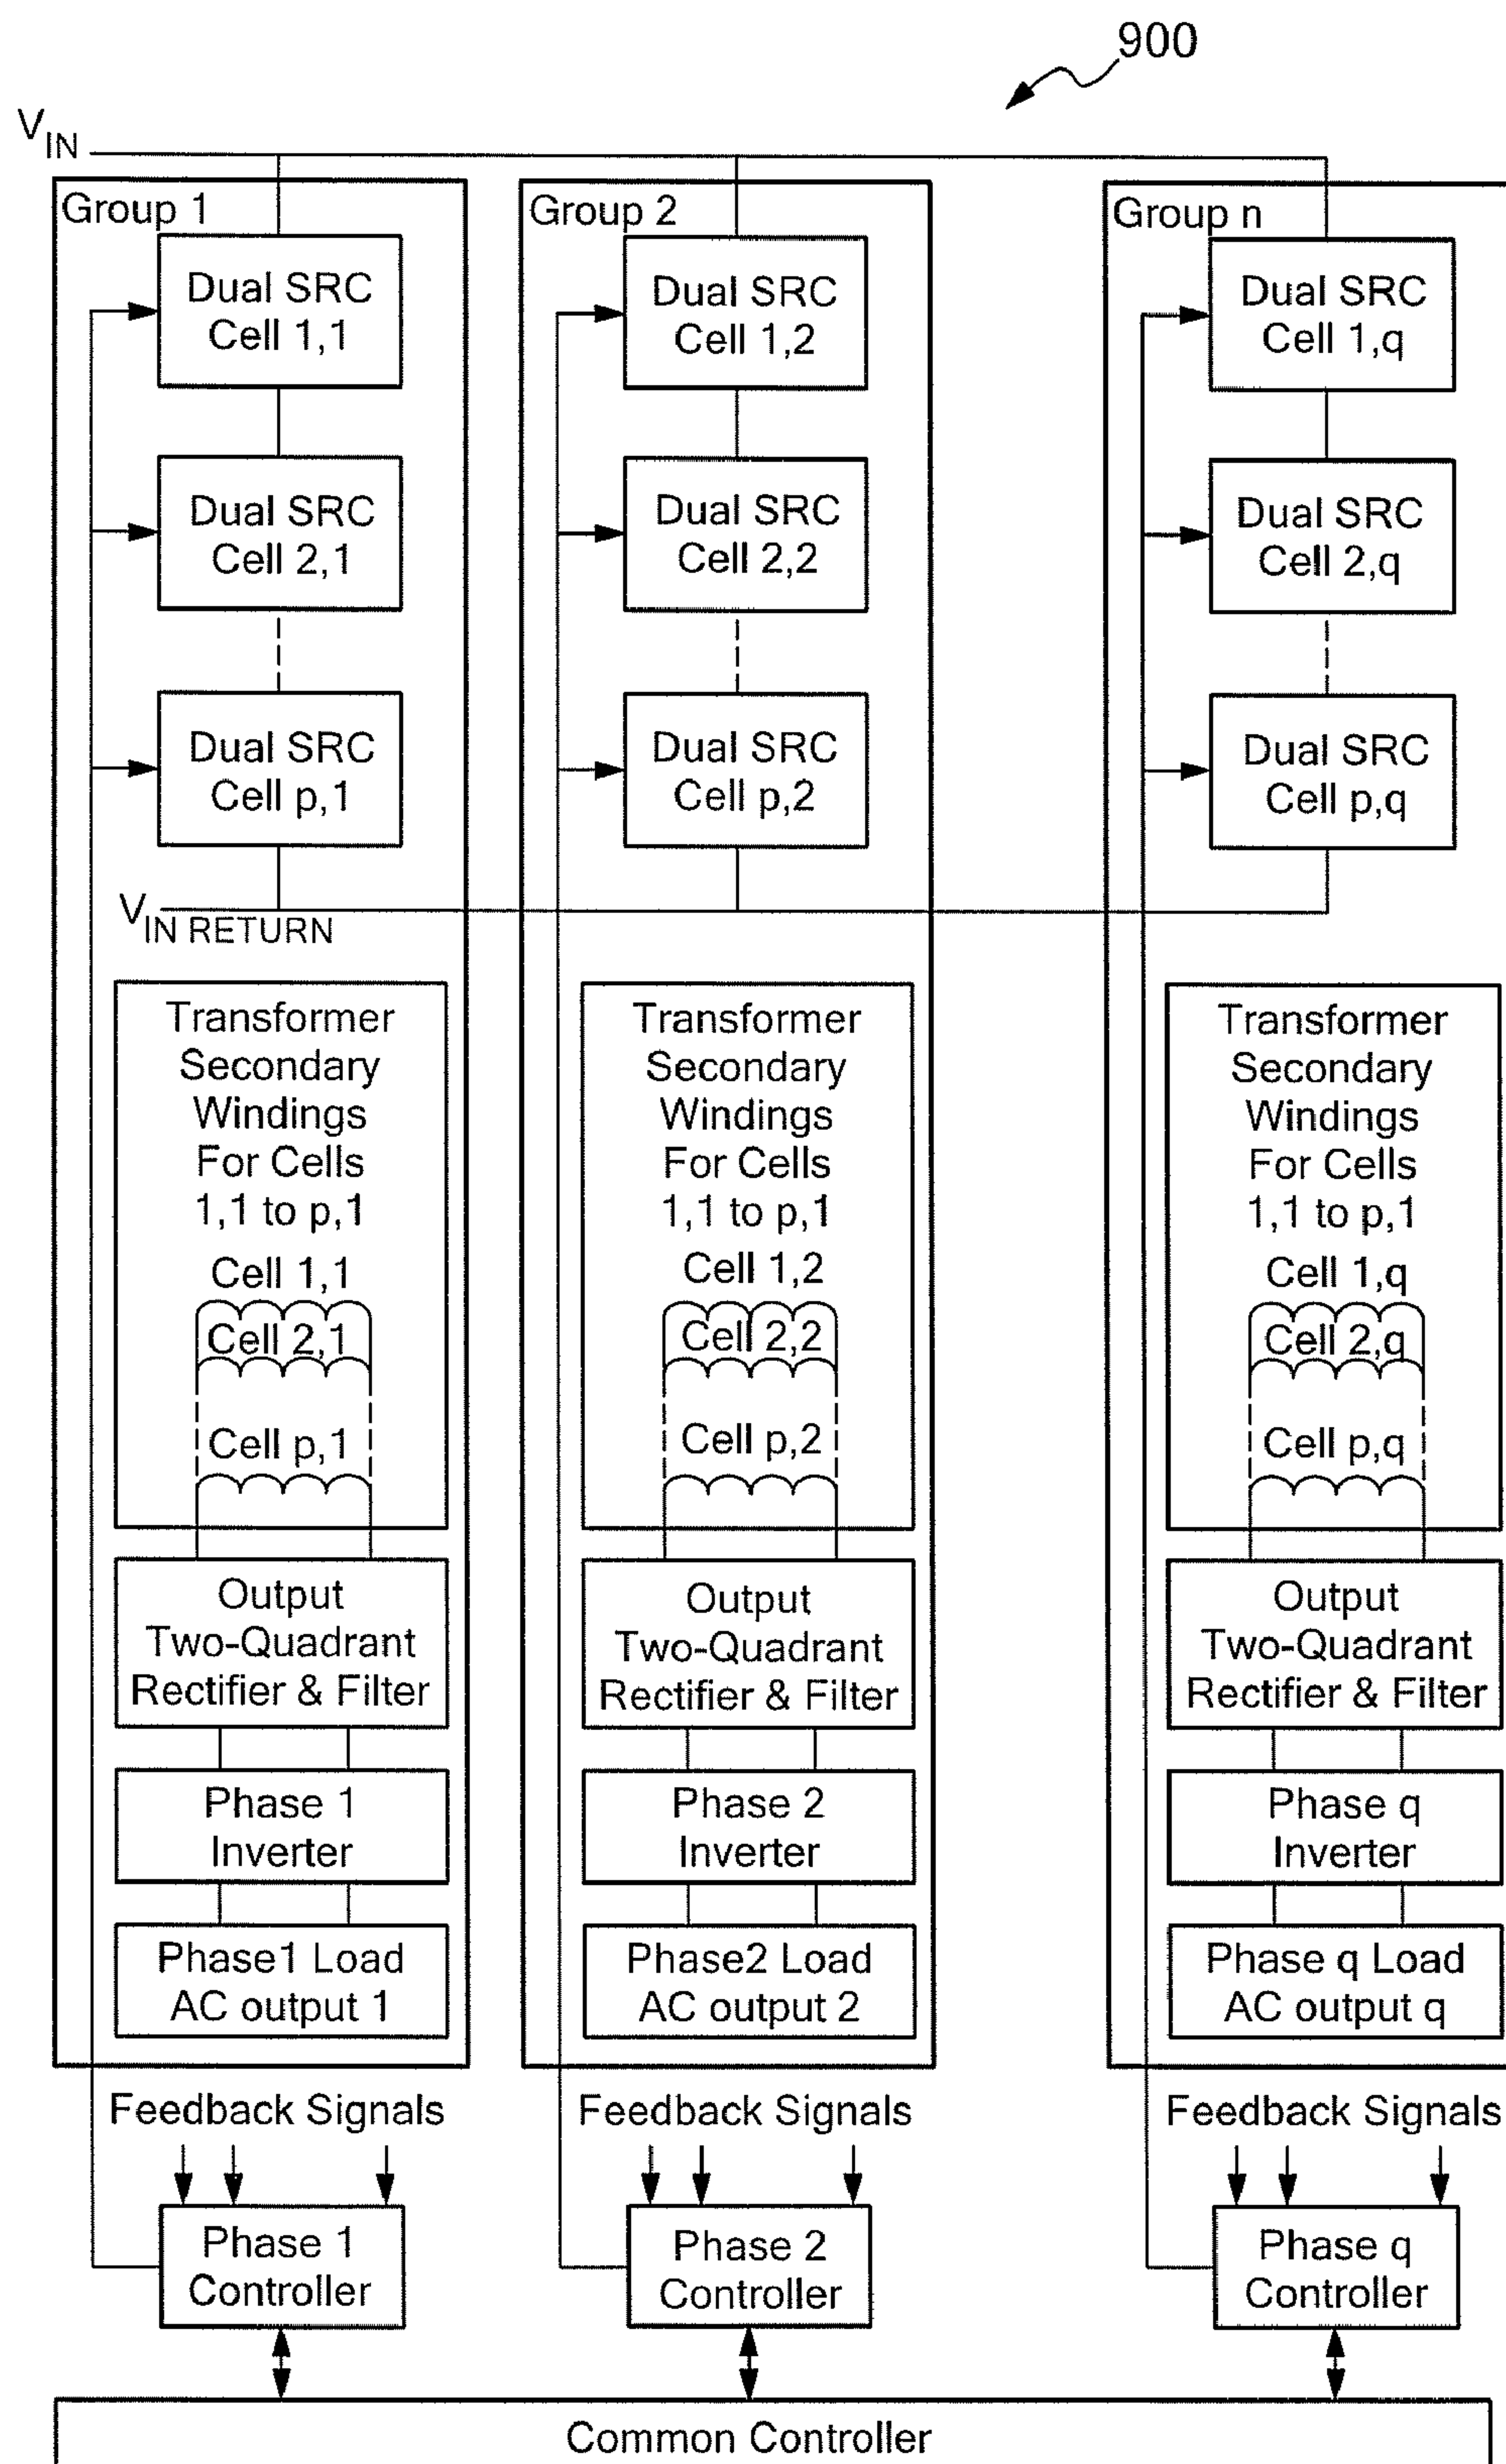 900
V IN
Group 1
Dual SRC
Cell 1,1
Dual SRC
Cell 2,1
Dual SRC
Cell p,1
Group 2
Dual SRC
Cell 1,2
Dual SRC
Cell 2,2
Dual SRC
Cell p,2
Group n
Dual SRC
Cell 1,q
Dual SRC
Cell 2,q
Dual SRC
Cell p,q
V IN RETURN
Transformer
Secondary
Windings
For Cells
1,1 to p,1
Cell 1,1
Cell 2,1
Cell p,1
Transformer
Secondary
Windings
For Cells
1,1 to p,1
Cell 1,2
Cell 2,2
Cell p,2
Transformer
Secondary
Windings
For Cells
1,1 to p,1
Cell 1,q
Cell 2,q
Cell p,q
Output
Two-Quadrant
Rectifier & Filter
Output
Two-Quadrant
Rectifier & Filter
Output
Two-Quadrant
Rectifier & Filter
Phase 1
Inverter
Phase 2
Inverter
Phase q
Inverter
Phase1 Load
AC output 1
Phase2 Load
AC output 2
Phase q Load
AC output q
Feedback Signals
Feedback Signals
Feedback Signals
Phase 1
Controller
Phase 2
Controller
Phase q
Controller
Common Controller